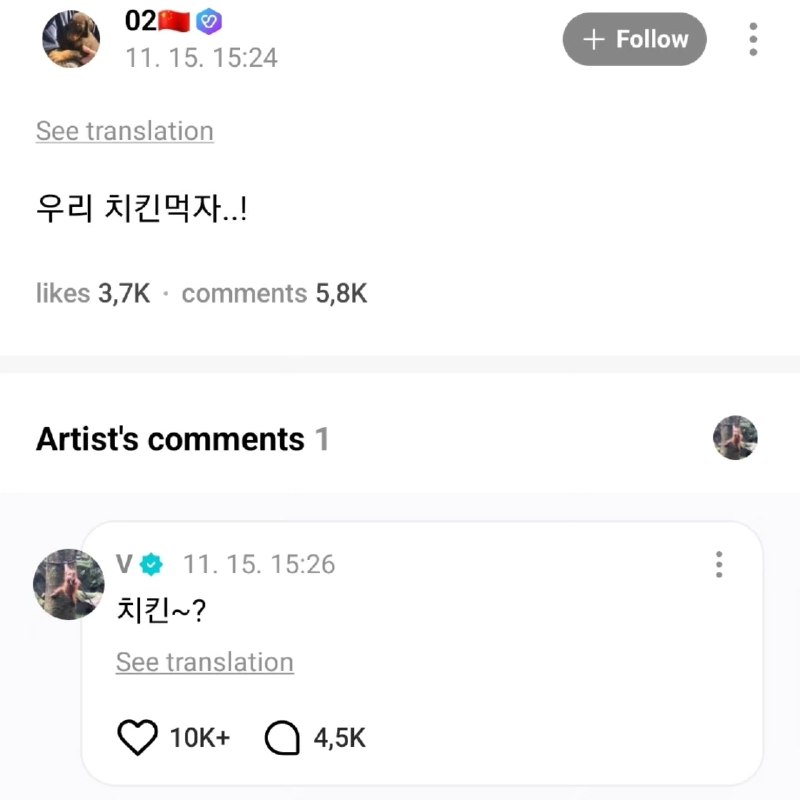 02🇨🇳
11. 15. 15:24
+ Follow
See translation
우리 치킨먹자..!
likes 3,7K · comments 5,8K
Artist's comments 1
V 11. 15. 15:26
치킨~?
See translation
10K+ 4,5K